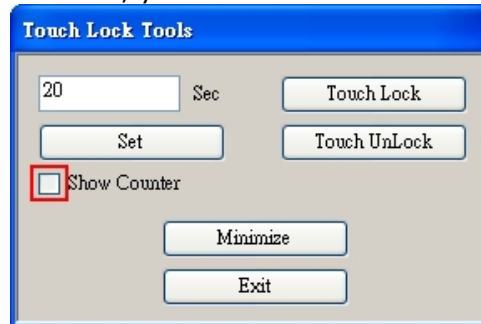 Touch Lock Tools
20 Sec Touch Lock
Set Touch UnLock
Show Counter
Minimize
Exit